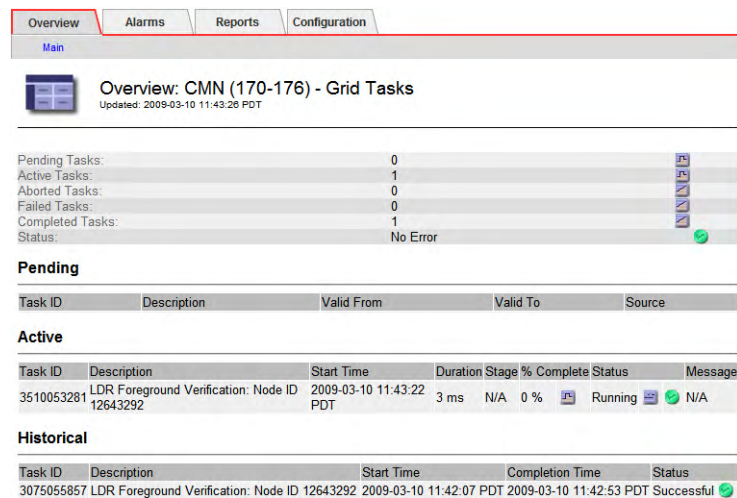 Overview Alarms Reports Configuration
Main
Overview: CMN (170-176) - Grid Tasks
Updated: 2009-03-10 11:43:26 PDT
Pending Tasks: 0
Active Tasks: 1
Aborted Tasks: 0
Failed Tasks: 0
Completed Tasks: 1
Status: No Error
Pending
Task ID Description Valid From Valid To Source
Active
Task ID Description Start Time Duration Stage % Complete Status Message
3510053281 LDR Foreground Verification: Node ID 12643292 2009-03-10 11:43:22 PDT 3 ms N/A 0 % Running N/A
Historical
Task ID Description Start Time Completion Time Status
3075055857 LDR Foreground Verification: Node ID 12643292 2009-03-10 11:42:07 PDT 2009-03-10 11:42:53 PDT Successful